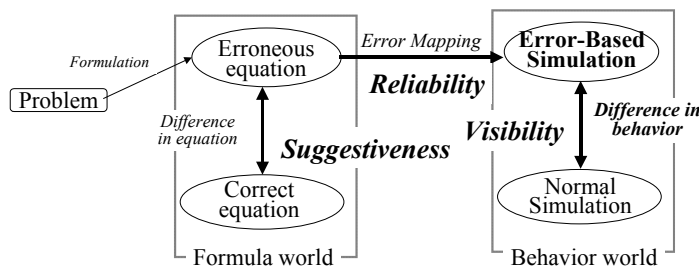 Formulation
Problem
Erroneous
equation
Error Mapping
Reliability
Error-Based
Simulation
Difference
in equation
Suggestiveness
Visibility
Difference in
behavior
Correct
equation
Normal
Simulation
Formula world
Behavior world